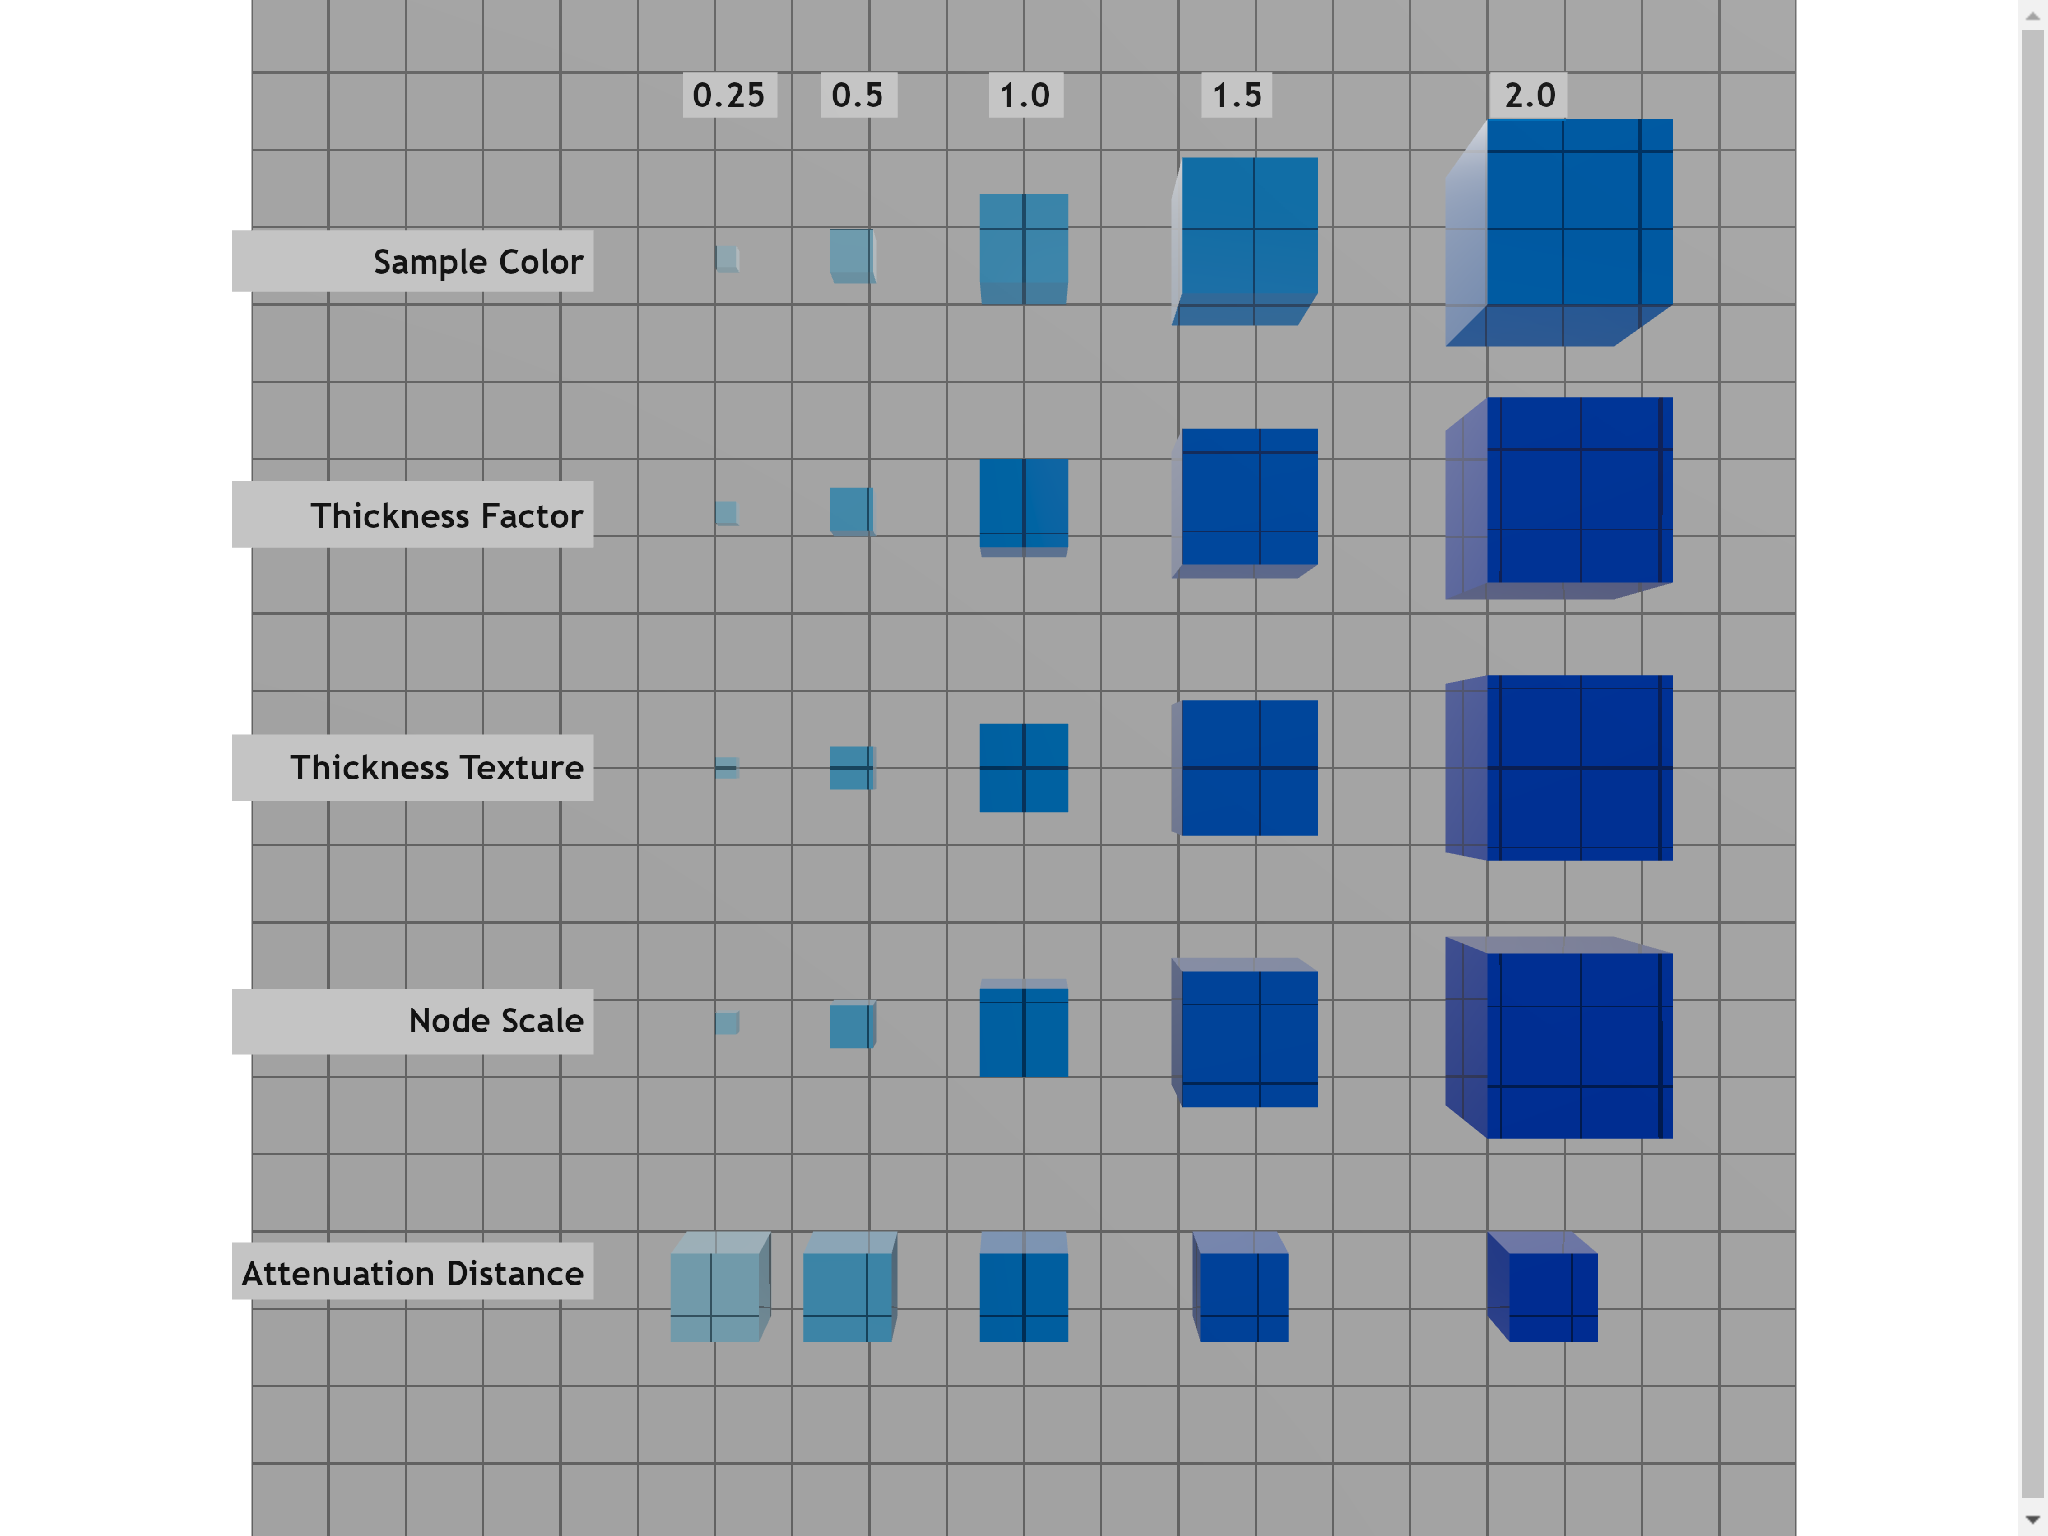 0.25 0.5 1.0 1.5 2.0
Sample Color
Thickness Factor
Thickness Texture
Node Scale
Attenuation Distance